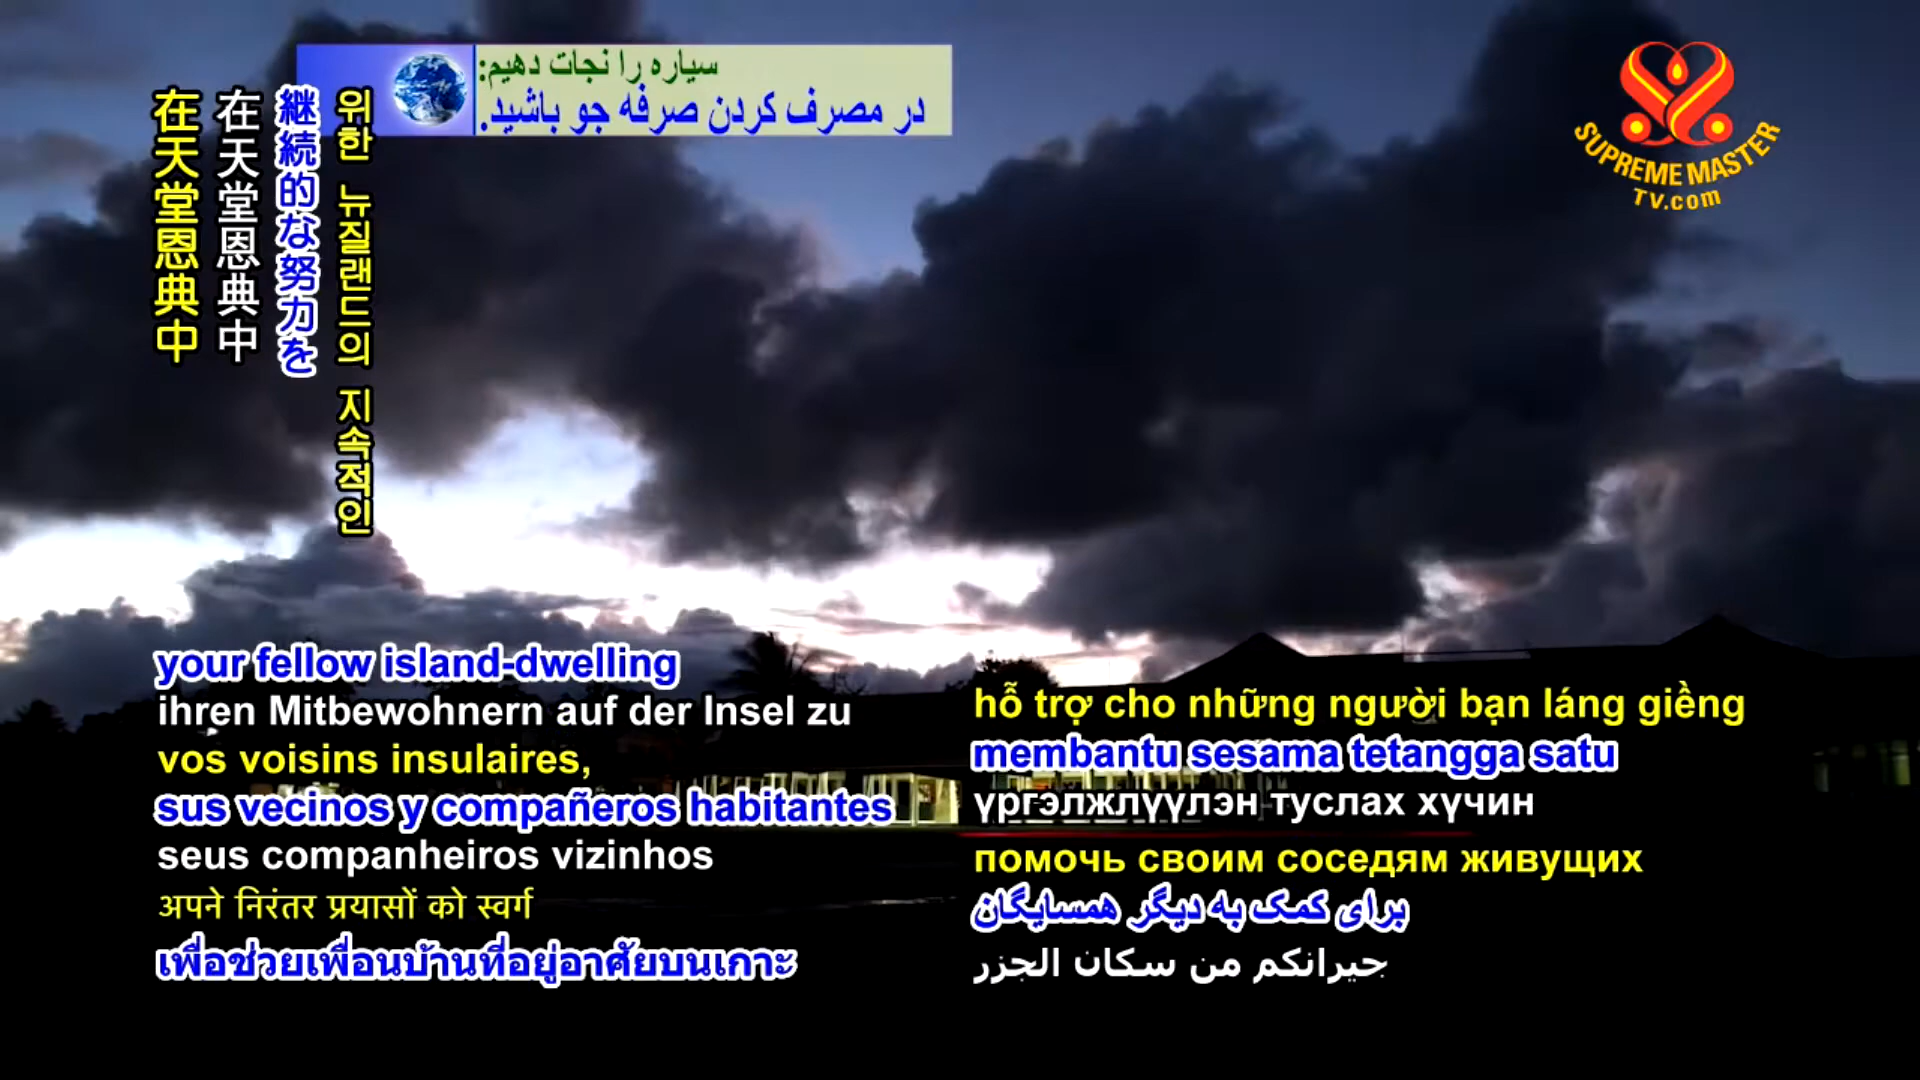 سیاره را نجات دهیم:
در مصرف کردن صرفه جو باشید.
SUPREME MASTER
TV.com
在天堂恩典中
在天堂恩典中
継続的な努力を
위한 뉴질랜드의 지속적인
your fellow island-dwelling
ihren Mitbewohnern auf der Insel zu
vos voisins insulaires,
sus vecinos y compañeros habitantes
seus companheiros vizinhos
अपने निरंतर प्रयासों को स्वर्ग
เพื่อช่วยเพื่อนบ้านที่อยู่อาศัยบนเกาะ
hỗ trợ cho những người bạn láng giềng
membantu sesama tetangga satu
үргэлжлүүлэн туслах хүчин
помочь своим соседям живущих
برای کمک به دیگر همسایگان
جيرانكم من سكان الجزر